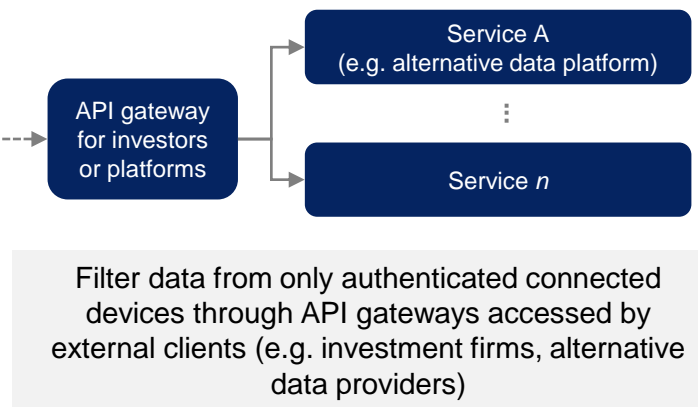 Service A
(e.g. alternative data platform)
API gateway
for investors
or platforms
...
Service n
Filter data from only authenticated connected
devices through API gateways accessed by
external clients (e.g. investment firms, alternative
data providers)